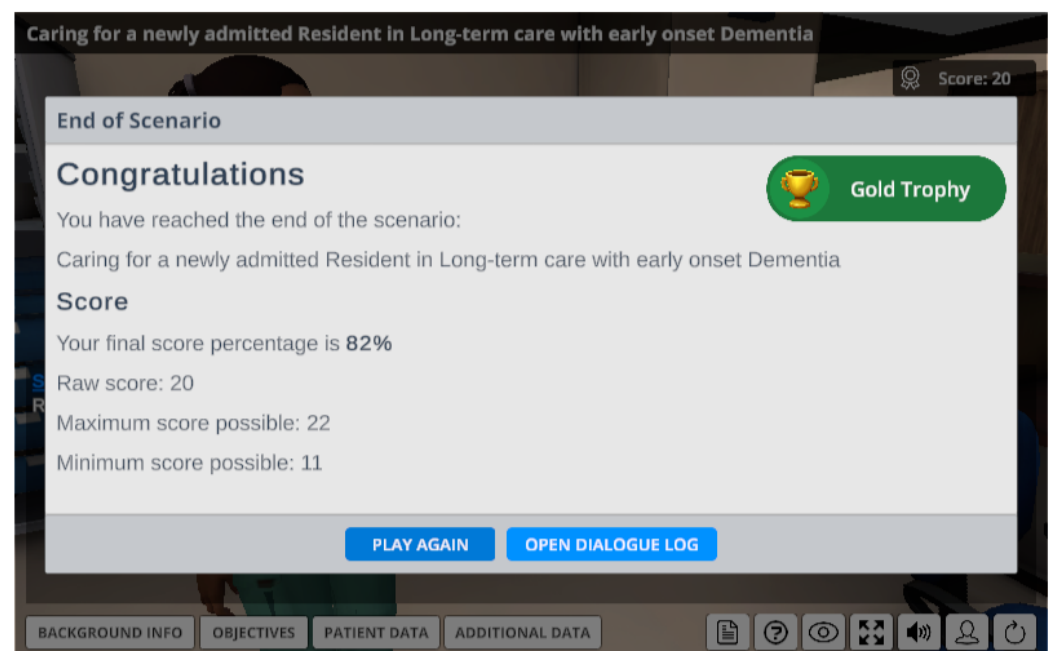 Caring for a newly admitted Resident in Long-term care with early onset Dementia
Score: 20
End of Scenario
Congratulations
Gold Trophy
You have reached the end of the scenario:
Caring for a newly admitted Resident in Long-term care with early onset Dementia
Score
Your final score percentage is 82%
Raw score: 20
Maximum score possible: 22
Minimum score possible: 11
S
R
PLAY AGAIN
OPEN DIALOGUE LOG
BACKGROUND INFO
OBJECTIVES
PATIENT DATA
ADDITIONAL DATA